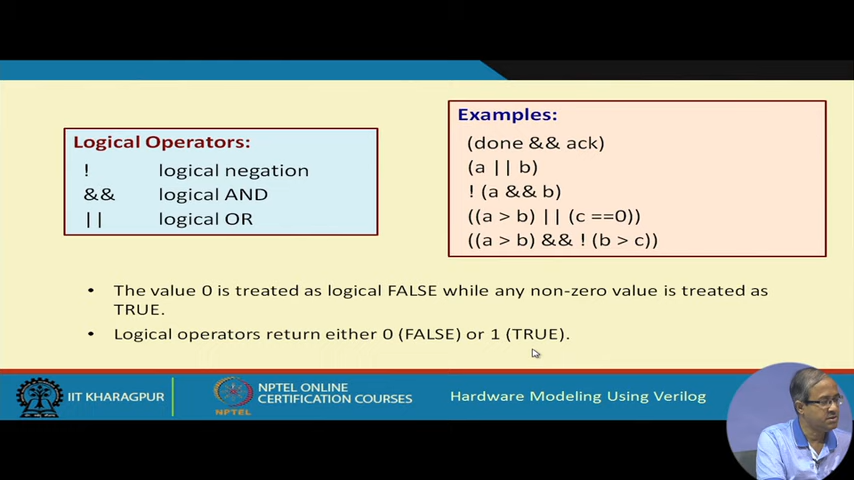 Logical Operators:
! logical negation
&& logical AND
|| logical OR
Examples:
(done && ack)
(a || b)
! (a && b)
((a > b) || (c ==0))
((a > b) && ! (b > c))
• The value 0 is treated as logical FALSE while any non-zero value is treated as
TRUE.
• Logical operators return either 0 (FALSE) or 1 (TRUE).
IIT KHARAGPUR
NPTEL
NPTEL ONLINE
CERTIFICATION COURSES
Hardware Modeling Using Verilog